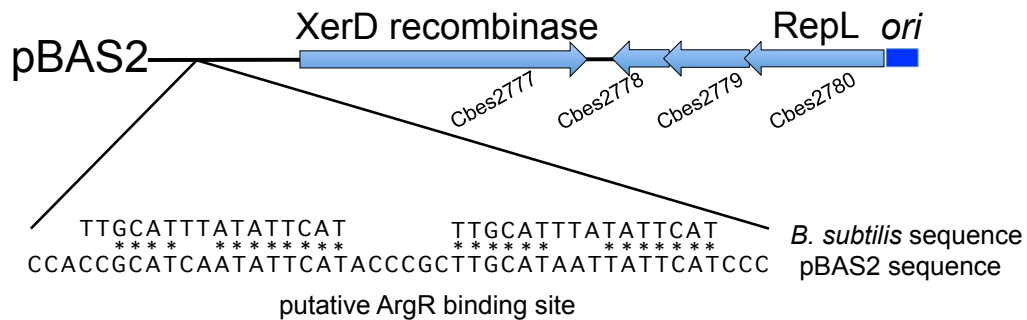 XerD recombinase RepL ori
pBAS2
Cbes2777 Cbes2778 Cbes2779 Cbes2780
TTGCATTTATATTCAT TTGCATTTATATTCAT B. subtilis sequence
**** ******** ****** *******
CCACCGCATCAATATTCATACCCGCTTGCATAATTATTCATCCC pBAS2 sequence
putative ArgR binding site